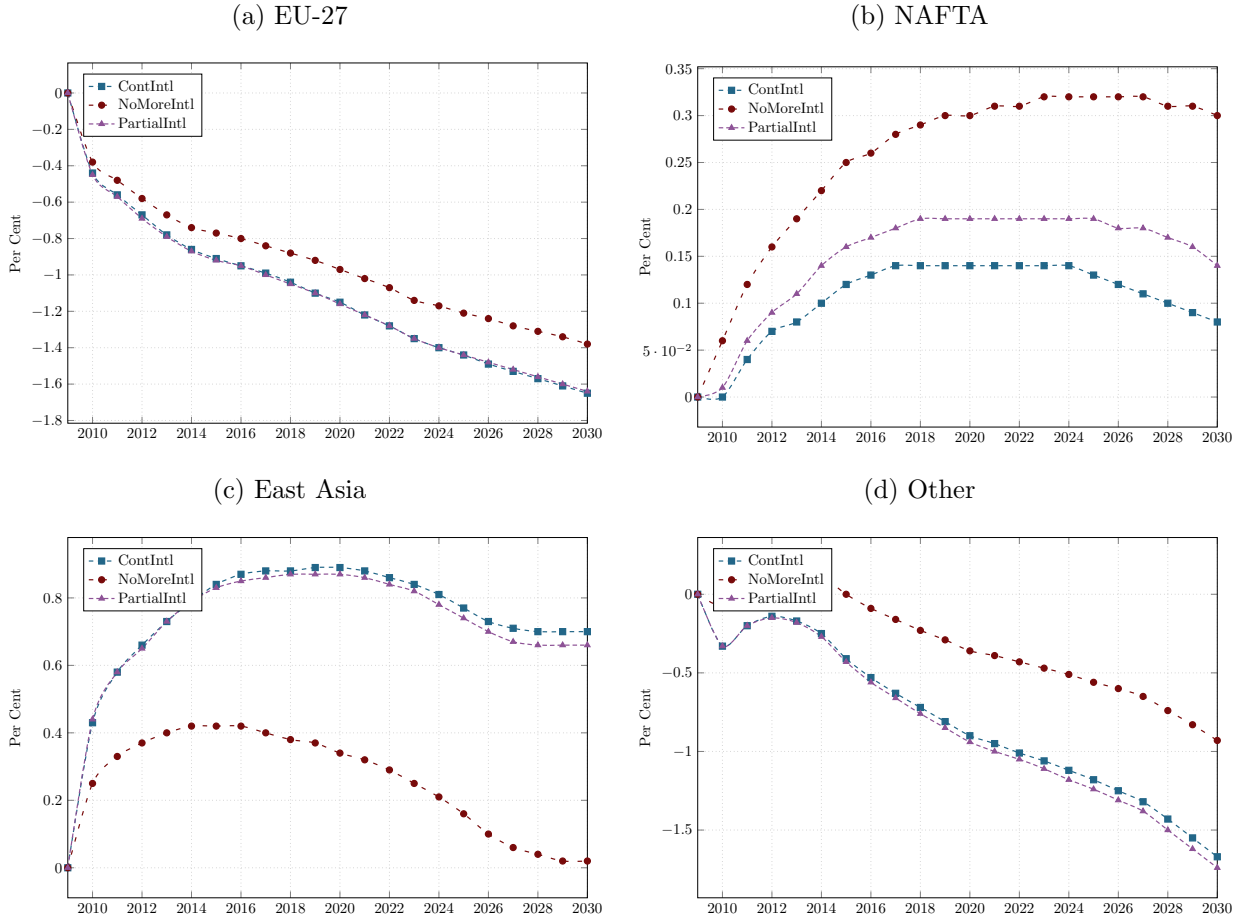 (a) EU-27
0
−0.2
−0.4
−0.6
−0.8
−1
−1.2
−1.4
−1.6
−1.8
2010 2012 2014 2016 2018 2020 2022 2024 2026 2028 2030
Per Cent
ContIntl
NoMoreIntl
PartialIntl
(b) NAFTA
0.35
0.3
0.25
0.2
0.15
0.1
5 · 10−2
0
2010 2012 2014 2016 2018 2020 2022 2024 2026 2028 2030
Per Cent
ContIntl
NoMoreIntl
PartialIntl
(c) East Asia
0.8
0.6
0.4
0.2
0
2010 2012 2014 2016 2018 2020 2022 2024 2026 2028 2030
Per Cent
ContIntl
NoMoreIntl
PartialIntl
(d) Other
0
−0.5
−1
−1.5
2010 2012 2014 2016 2018 2020 2022 2024 2026 2028 2030
Per Cent
ContIntl
NoMoreIntl
PartialIntl